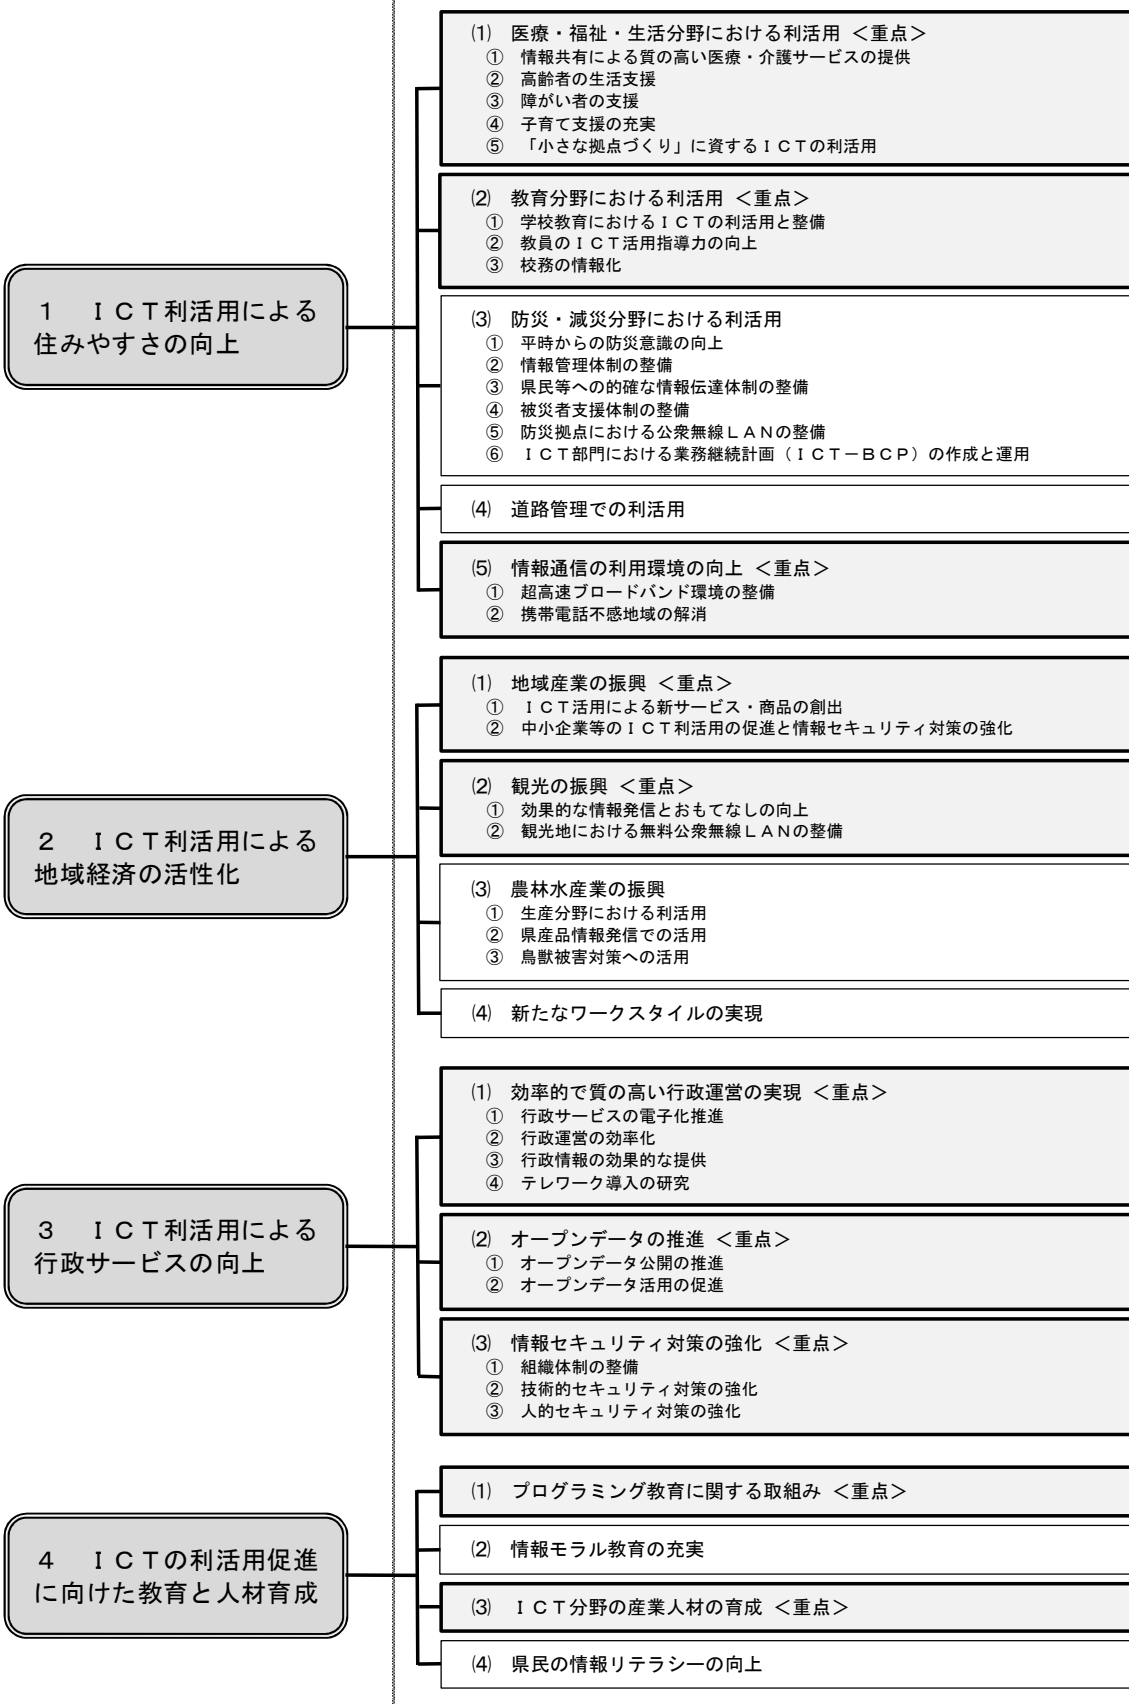 1 ICT利活用による
住みやすさの向上
⑴ 医療・福祉・生活分野における利活用 <重点>
① 情報共有による質の高い医療・介護サービスの提供
② 高齢者の生活支援
③ 障がい者の支援
④ 子育て支援の充実
⑤ 「小さな拠点づくり」に資するICTの利活用
⑵ 教育分野における利活用 <重点>
① 学校教育におけるICTの利活用と整備
② 教員のICT活用指導力の向上
③ 校務の情報化
⑶ 防災・減災分野における利活用
① 平時からの防災意識の向上
② 情報管理体制の整備
③ 県民等への的確な情報伝達体制の整備
④ 被災者支援体制の整備
⑤ 防災拠点における公衆無線LANの整備
⑥ ICT部門における業務継続計画(ICT-BCP)の作成と運用
⑷ 道路管理での利活用
⑸ 情報通信の利用環境の向上 <重点>
① 超高速ブロードバンド環境の整備
② 携帯電話不感地域の解消
2 ICT利活用による
地域経済の活性化
⑴ 地域産業の振興 <重点>
① ICT活用による新サービス・商品の創出
② 中小企業等のICT利活用の促進と情報セキュリティ対策の強化
⑵ 観光の振興 <重点>
① 効果的な情報発信とおもてなしの向上
② 観光地における無料公衆無線LANの整備
⑶ 農林水産業の振興
① 生産分野における利活用
② 県産品情報発信での活用
③ 鳥獣被害対策への活用
⑷ 新たなワークスタイルの実現
3 ICT利活用による
行政サービスの向上
⑴ 効率的で質の高い行政運営の実現 <重点>
① 行政サービスの電子化推進
② 行政運営の効率化
③ 行政情報の効果的な提供
④ テレワーク導入の研究
⑵ オープンデータの推進 <重点>
① オープンデータ公開の推進
② オープンデータ活用の促進
⑶ 情報セキュリティ対策の強化 <重点>
① 組織体制の整備
② 技術的セキュリティ対策の強化
③ 人的セキュリティ対策の強化
4 ICTの利活用促進
に向けた教育と人材育成
⑴ プログラミング教育に関する取組み <重点>
⑵ 情報モラル教育の充実
⑶ ICT分野の産業人材の育成 <重点>
⑷ 県民の情報リテラシーの向上